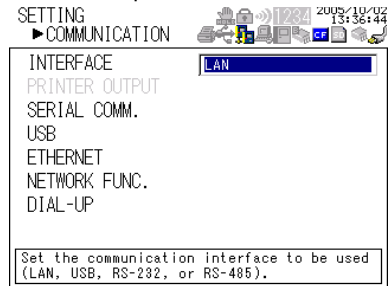 SETTING
1234
2005/10/02
►COMMUNICATION
13:36:44
CF
SD
INTERFACE
LAN
PRINTER OUTPUT
SERIAL COMM.
USB
ETHERNET
NETWORK FUNC.
DIAL-UP
Set the communication interface to be used
(LAN, USB, RS-232, or RS-485).